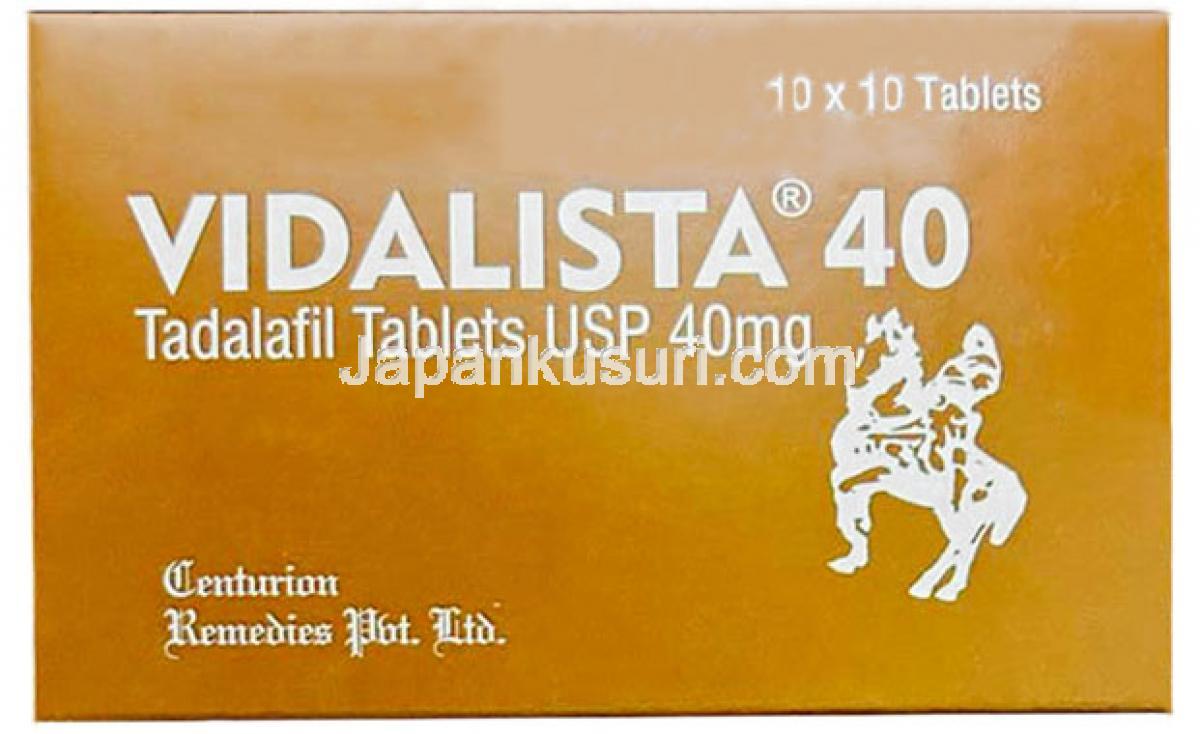 10 x 10 Tablets
VIDALISTA® 40
Tadalafil Tablets USP 40mg
Japankusuri.com
Centurion
Remedies Pvt. Ltd.